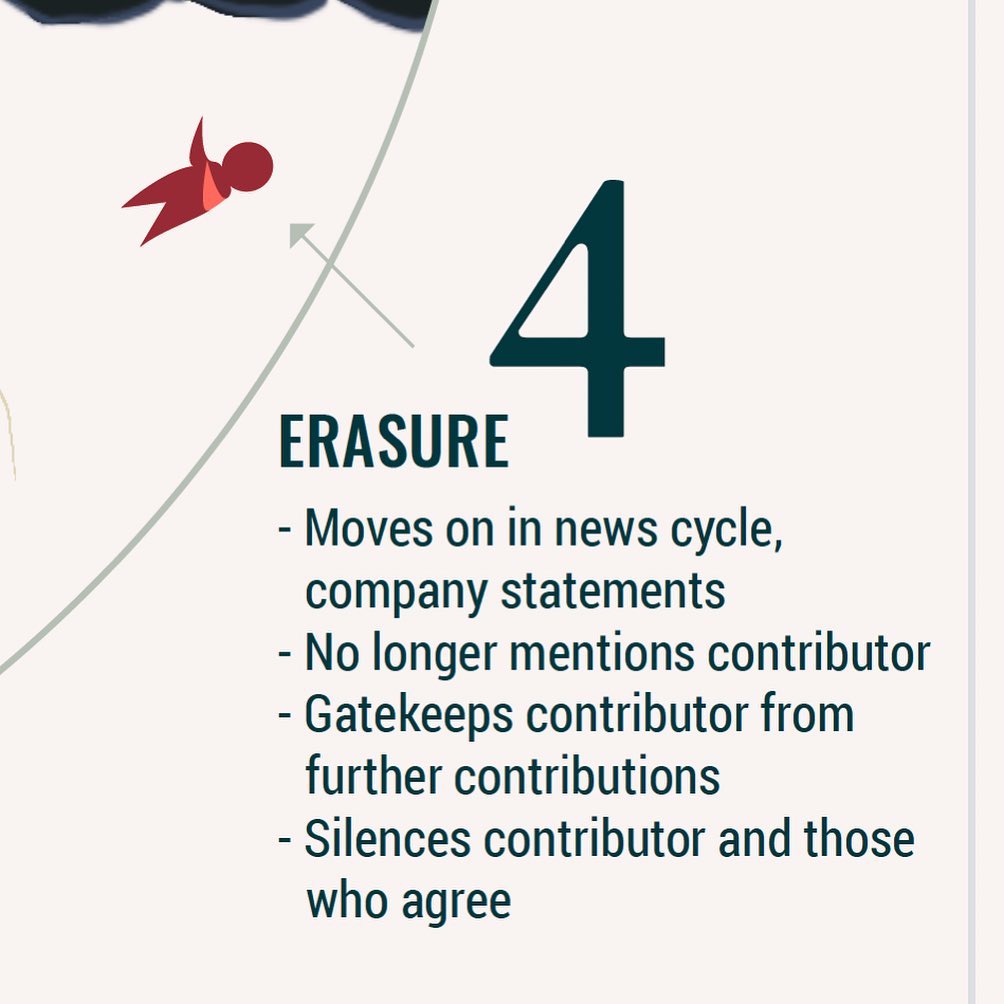 4
ERASURE
- Moves on in news cycle,
company statements
- No longer mentions contributor
- Gatekeeps contributor from
further contributions
- Silences contributor and those
who agree